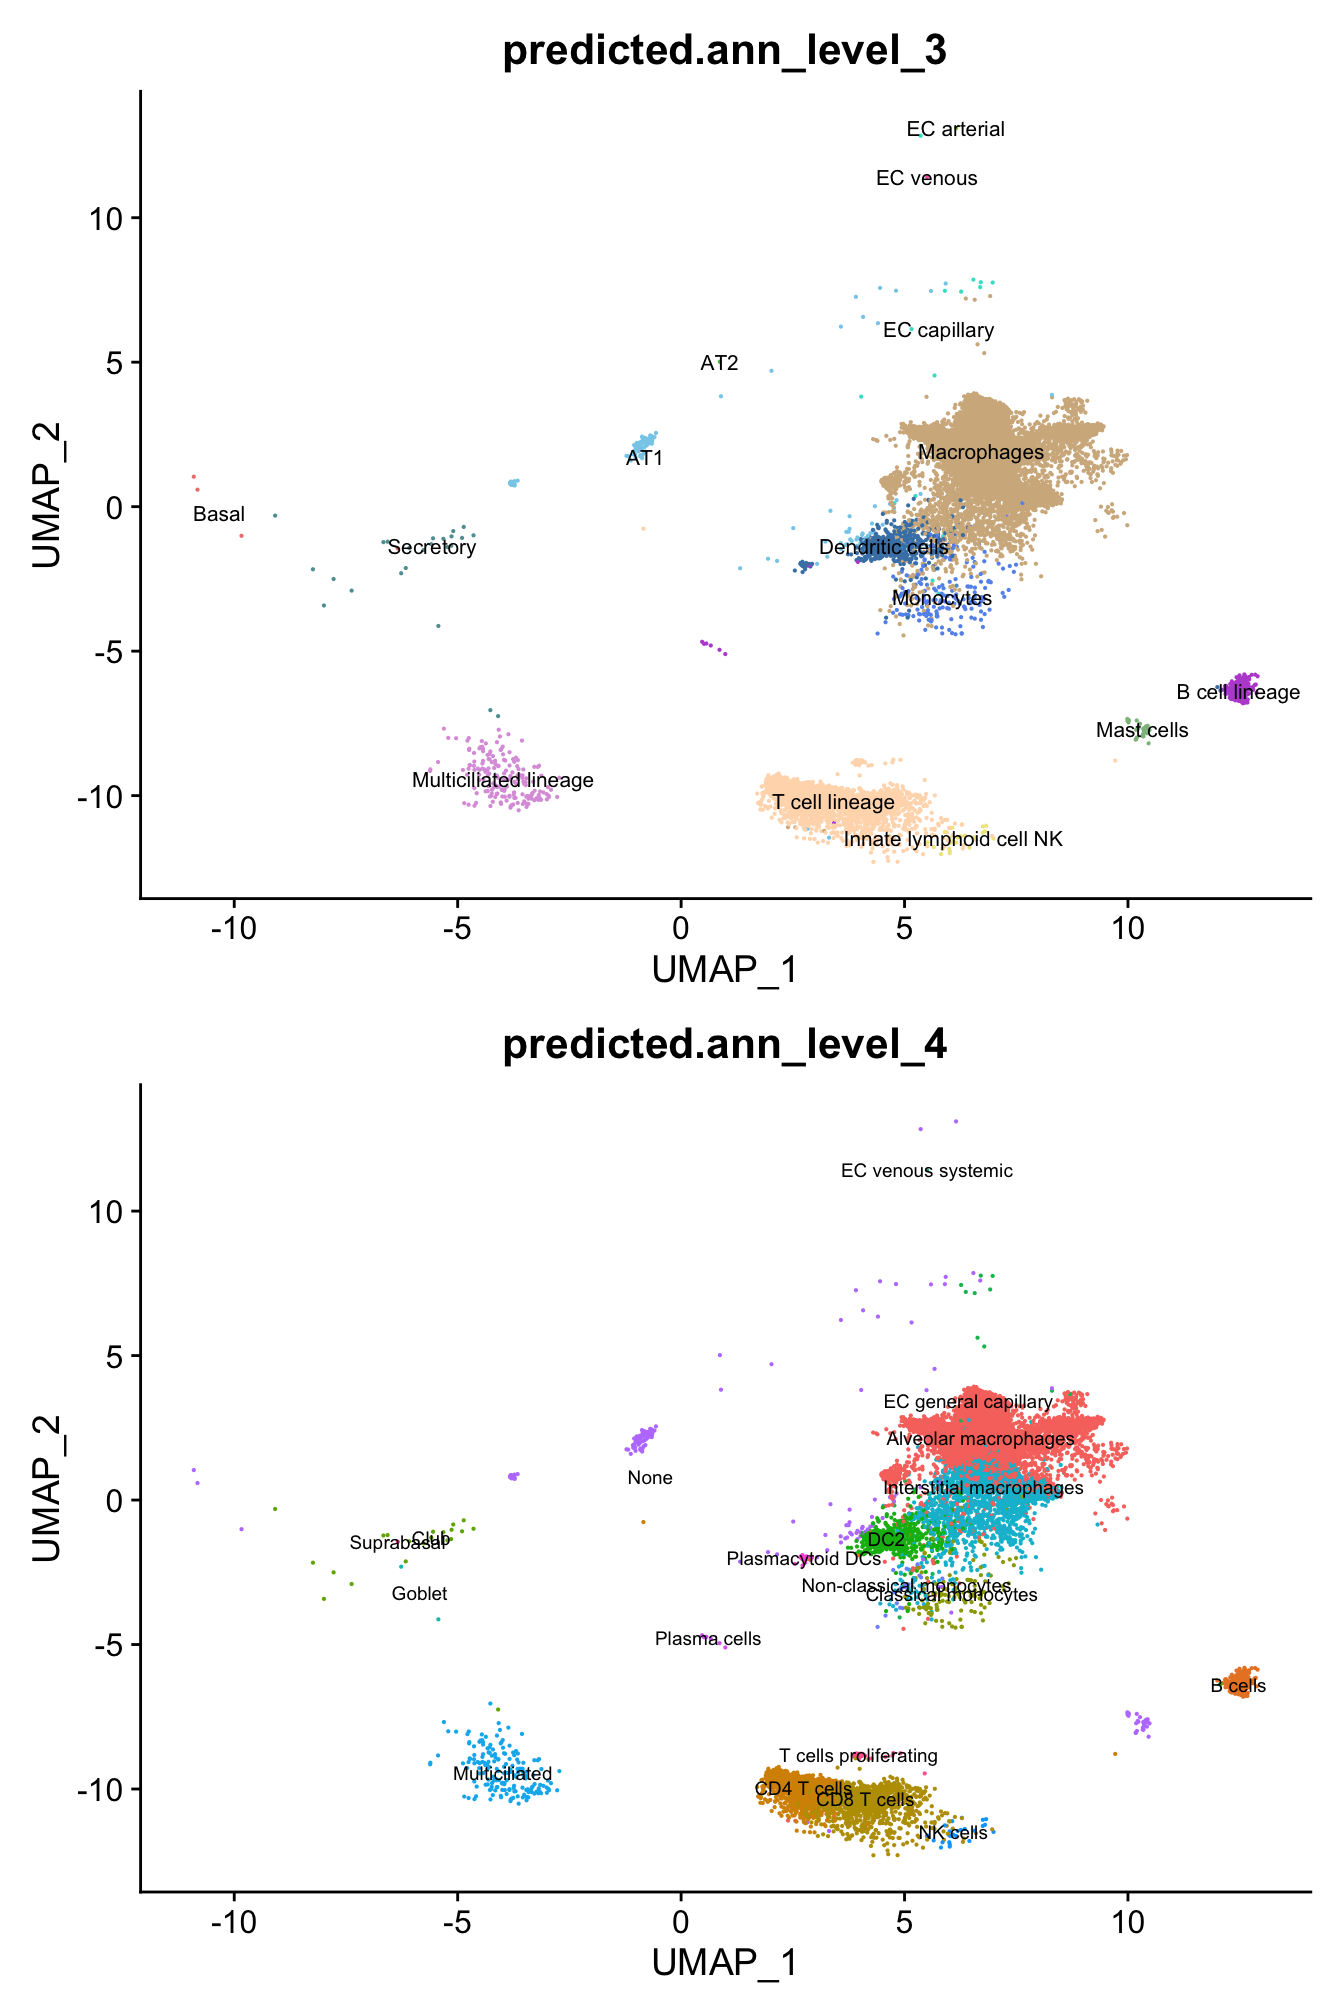 predicted.ann_level_3
EC arterial
EC venous
10
EC capillary
5
AT2
Macrophages
AT1
UMAP_2
0
Basal
Secretory
Dendritic cells
Monocytes
-5
B cell lineage
Mast cells
Multiciliated lineage
-10
T cell lineage
Innate lymphoid cell NK
-10 -5 0 5 10
UMAP_1
predicted.ann_level_4
EC venous systemic
10
5
EC general capillary
Alveolar macrophages
None
Interstitial macrophages
UMAP_2
0
Suprabasal
Club
DC2
Plasmacytoid DCs
Goblet
Non-classical monocytes
Classical monocytes
Plasma cells
-5
B cells
T cells proliferating
Multiciliated
-10
CD4 T cells
CD8 T cells
NK cells
-10 -5 0 5 10
UMAP_1